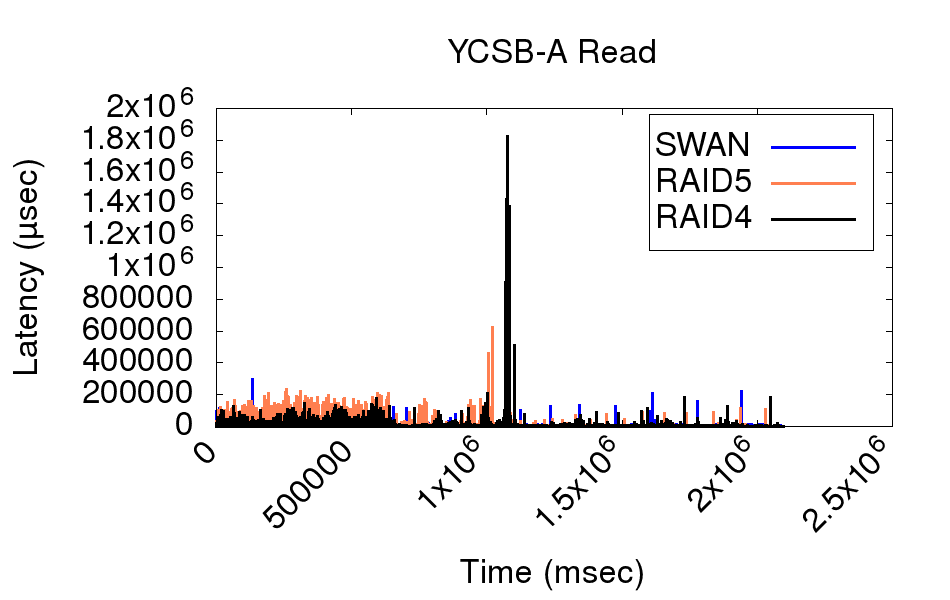 YCSB-A Read
Latency (µsec)
2x10^6
1.8x10^6
1.6x10^6
1.4x10^6
1.2x10^6
1x10^6
800000
600000
400000
200000
0
SWAN
RAID5
RAID4
0
500000
1x10^6
1.5x10^6
2x10^6
2.5x10^6
Time (msec)